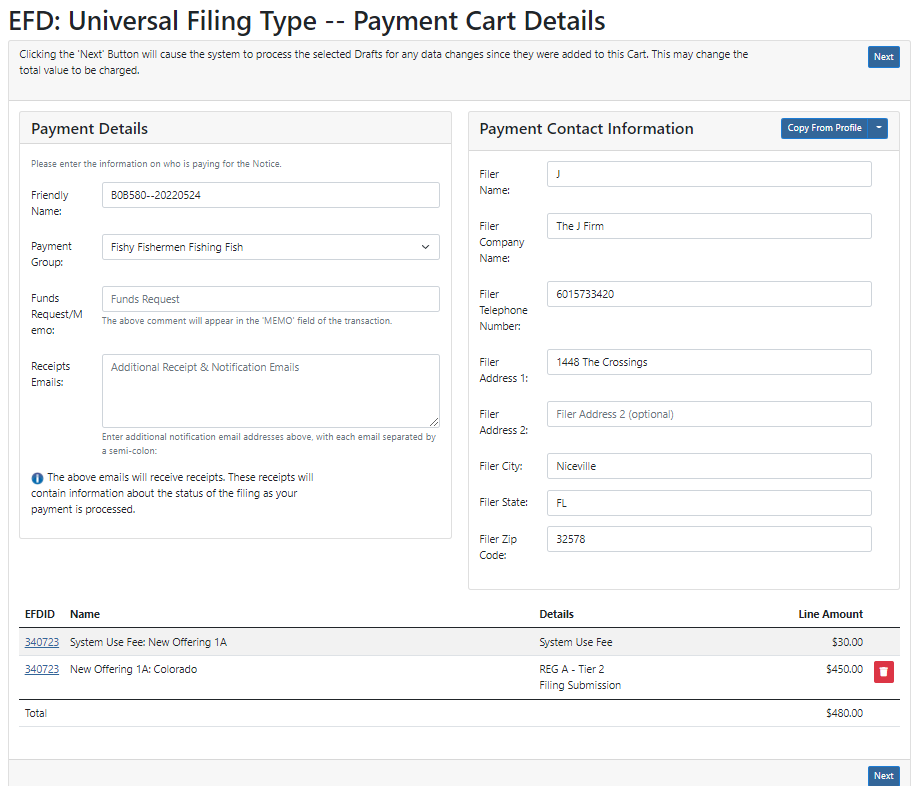 EFD: Universal Filing Type -- Payment Cart Details
Clicking the 'Next' Button will cause the system to process the selected Drafts for any data changes since they were added to this Cart. This may change the
total value to be charged.
Next
Payment Details
Please enter the information on who is paying for the Notice.
Friendly
Name:
B0B580--20220524
Payment
Group:
Fishy Fishermen Fishing Fish
Funds
Request/M
emo:
Funds Request
The above comment will appear in the 'MEMO' field of the transaction.
Receipts
Emails:
Additional Receipt & Notification Emails
Enter additional notification email addresses above, with each email separated by
a semi-colon:
The above emails will receive receipts. These receipts will
contain information about the status of the filing as your
payment is processed.
Payment Contact Information
Copy From Profile
Filer
Name:
J
Filer
Company
Name:
The J Firm
Filer
Telephone
Number:
6015733420
Filer
Address 1:
1448 The Crossings
Filer
Address 2:
Filer Address 2 (optional)
Filer City:
Niceville
Filer State:
FL
Filer Zip
Code:
32578
EFDID Name Details Line Amount
340723 System Use Fee: New Offering 1A System Use Fee $30.00
340723 New Offering 1A: Colorado REG A - Tier 2 $450.00
Filing Submission
Total $480.00
Next